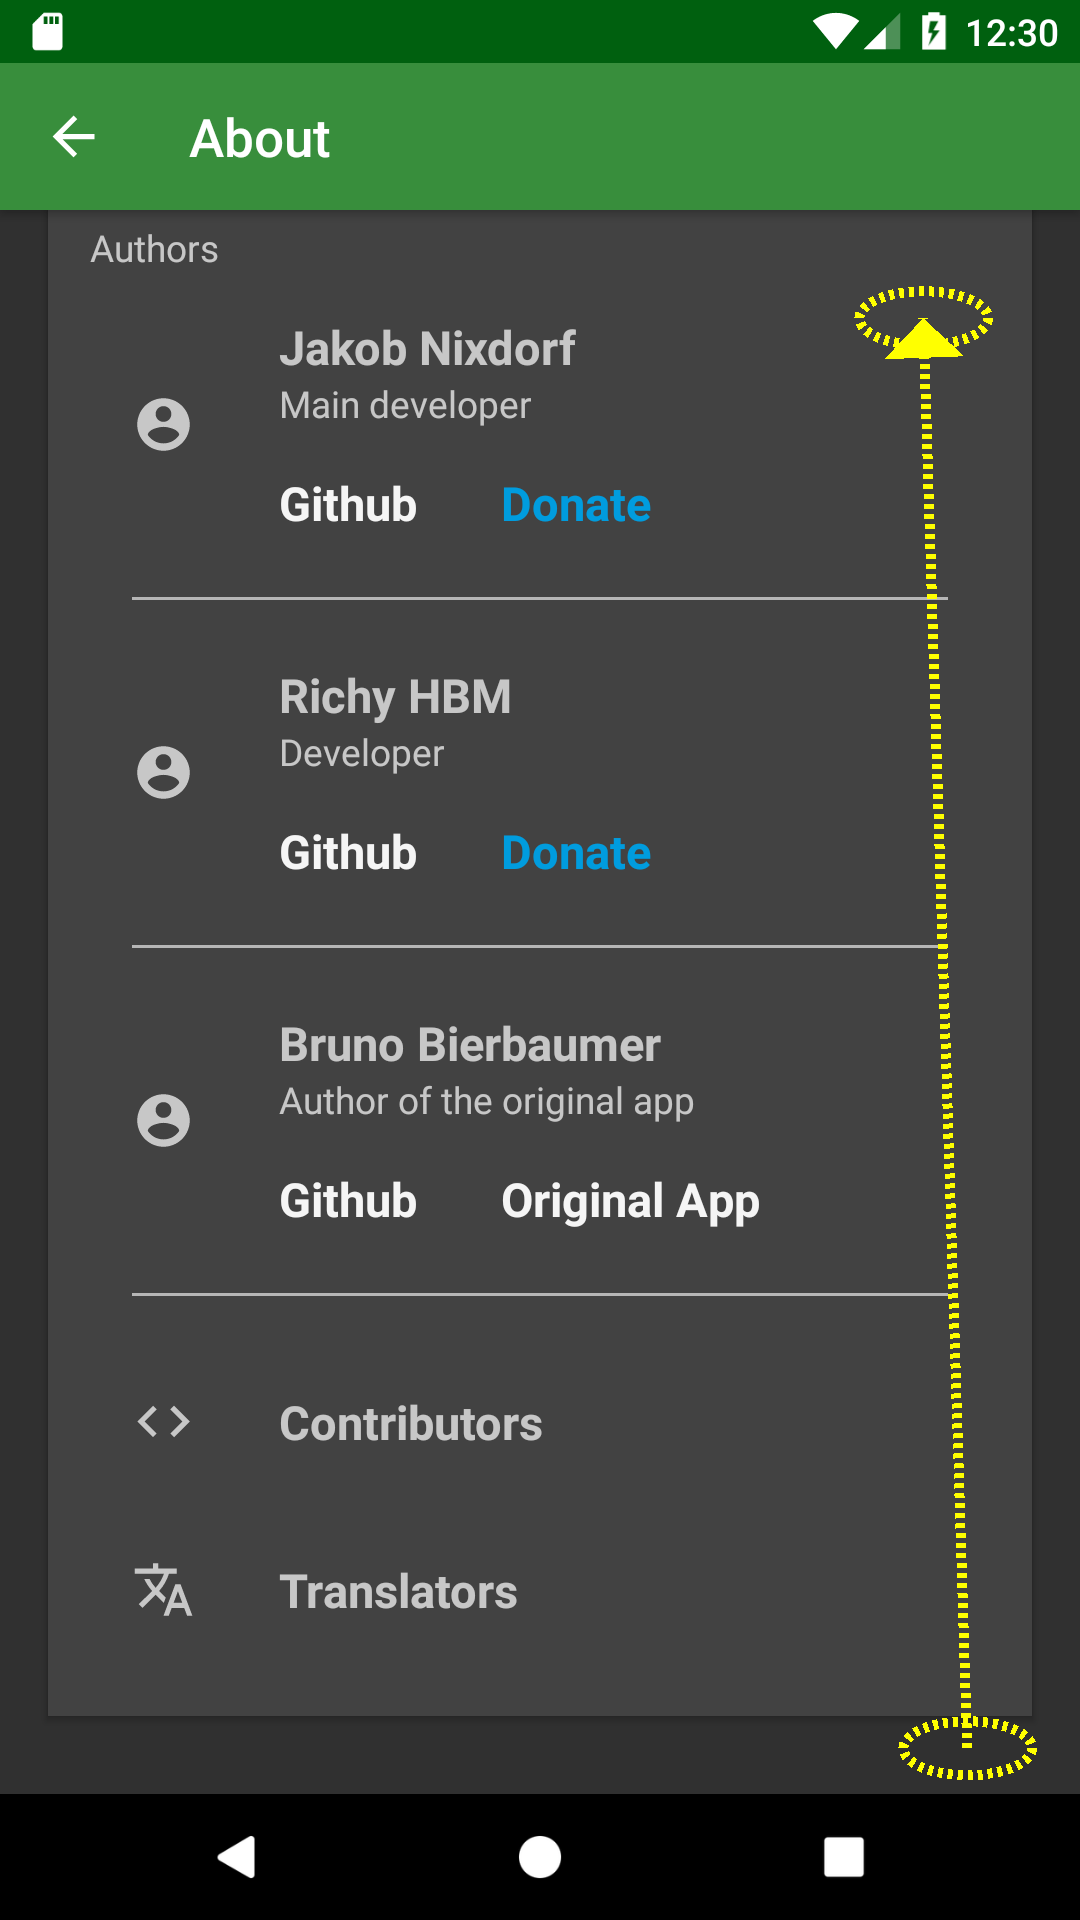 12:30
About
Authors
Jakob Nixdorf
Main developer
Github Donate
Richy HBM
Developer
Github Donate
Bruno Bierbaumer
Author of the original app
Github Original App
Contributors
Translators